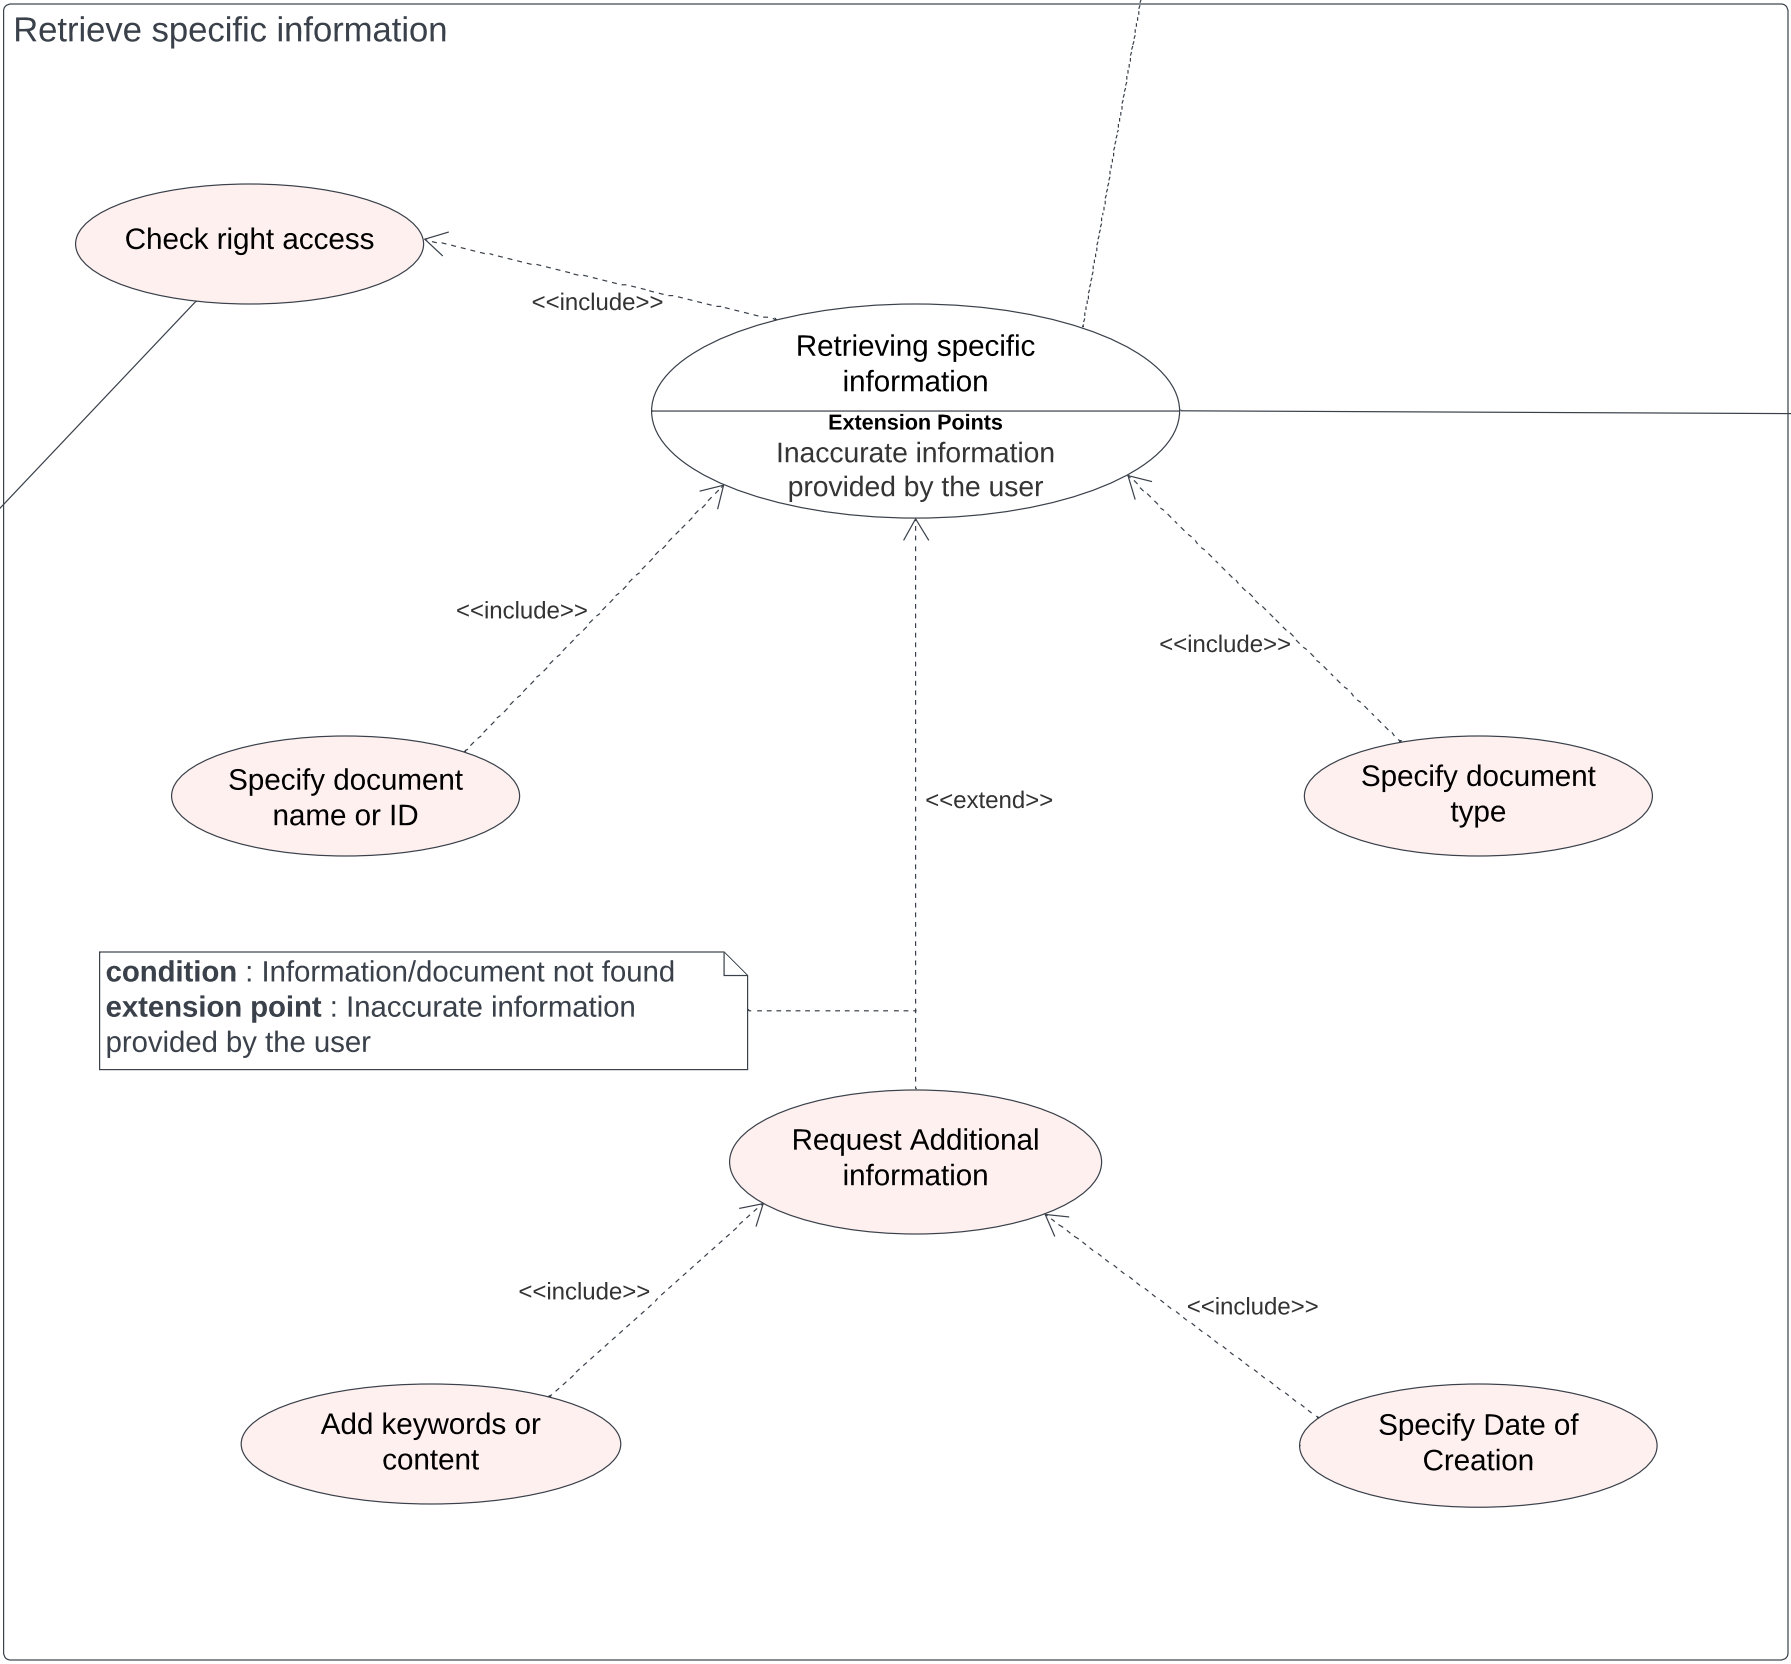 Retrieve specific information
Check right access
<<include>>
Retrieving specific
information
Extension Points
Inaccurate information
provided by the user
<<include>>
<<include>>
Specify document
name or ID
Specify document
type
<<extend>>
condition : Information/document not found
extension point : Inaccurate information
provided by the user
Request Additional
information
<<include>>
<<include>>
Add keywords or
content
Specify Date of
Creation